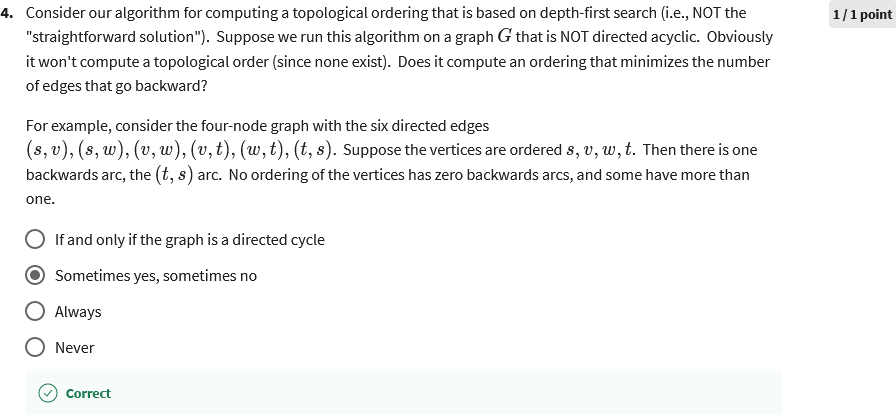 4. Consider our algorithm for computing a topological ordering that is based on depth-first search (i.e., NOT the
1 / 1 point
"straightforward solution"). Suppose we run this algorithm on a graph G that is NOT directed acyclic. Obviously
it won't compute a topological order (since none exist). Does it compute an ordering that minimizes the number
of edges that go backward?
For example, consider the four-node graph with the six directed edges
(s, v), (s, w), (v, w), (v, t), (w, t), (t, s). Suppose the vertices are ordered s, v, w, t. Then there is one
backwards arc, the (t, s) arc. No ordering of the vertices has zero backwards arcs, and some have more than
one.
If and only if the graph is a directed cycle
Sometimes yes, sometimes no
Always
Never
Correct